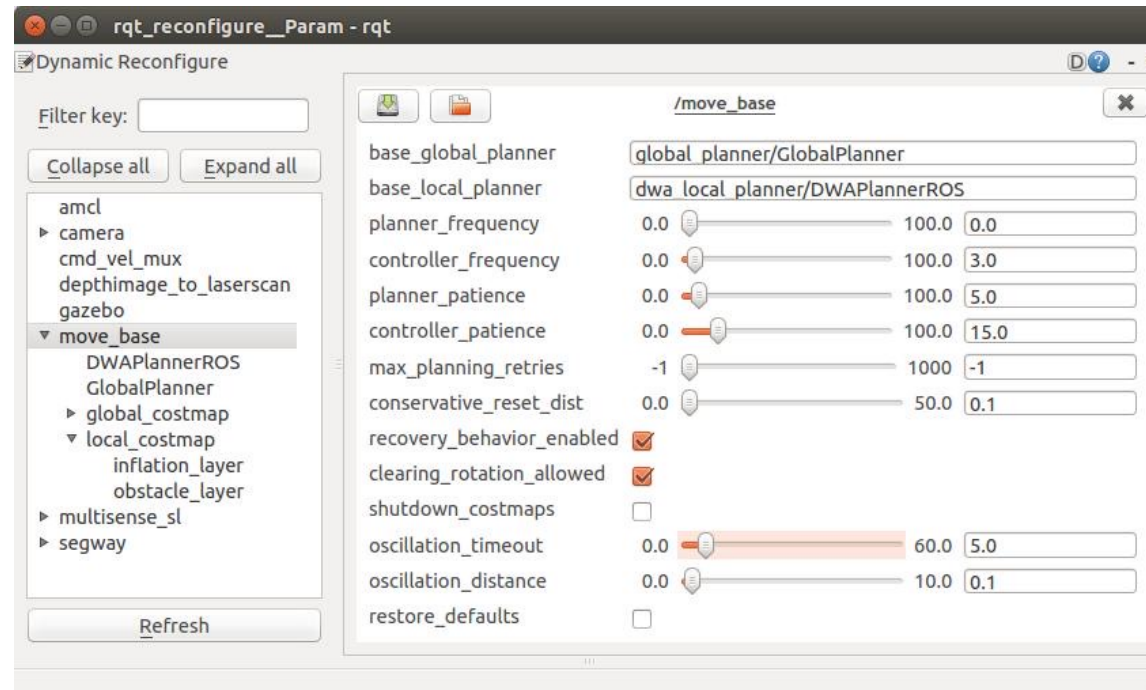 rqt_reconfigure__Param - rqt
Dynamic Reconfigure
D ? -
Filter key:
Collapse all Expand all
amcl
camera
cmd_vel_mux
depthimage_to_laserscan
gazebo
move_base
DWAPlannerROS
GlobalPlanner
global_costmap
local_costmap
inflation_layer
obstacle_layer
multisense_sl
segway
Refresh
/move_base
base_global_planner global_planner/GlobalPlanner
base_local_planner dwa_local_planner/DWAPlannerROS
planner_frequency 0.0 100.0 0.0
controller_frequency 0.0 100.0 3.0
planner_patience 0.0 100.0 5.0
controller_patience 0.0 100.0 15.0
max_planning_retries -1 1000 -1
conservative_reset_dist 0.0 50.0 0.1
recovery_behavior_enabled
clearing_rotation_allowed
shutdown_costmaps
oscillation_timeout 0.0 60.0 5.0
oscillation_distance 0.0 10.0 0.1
restore_defaults